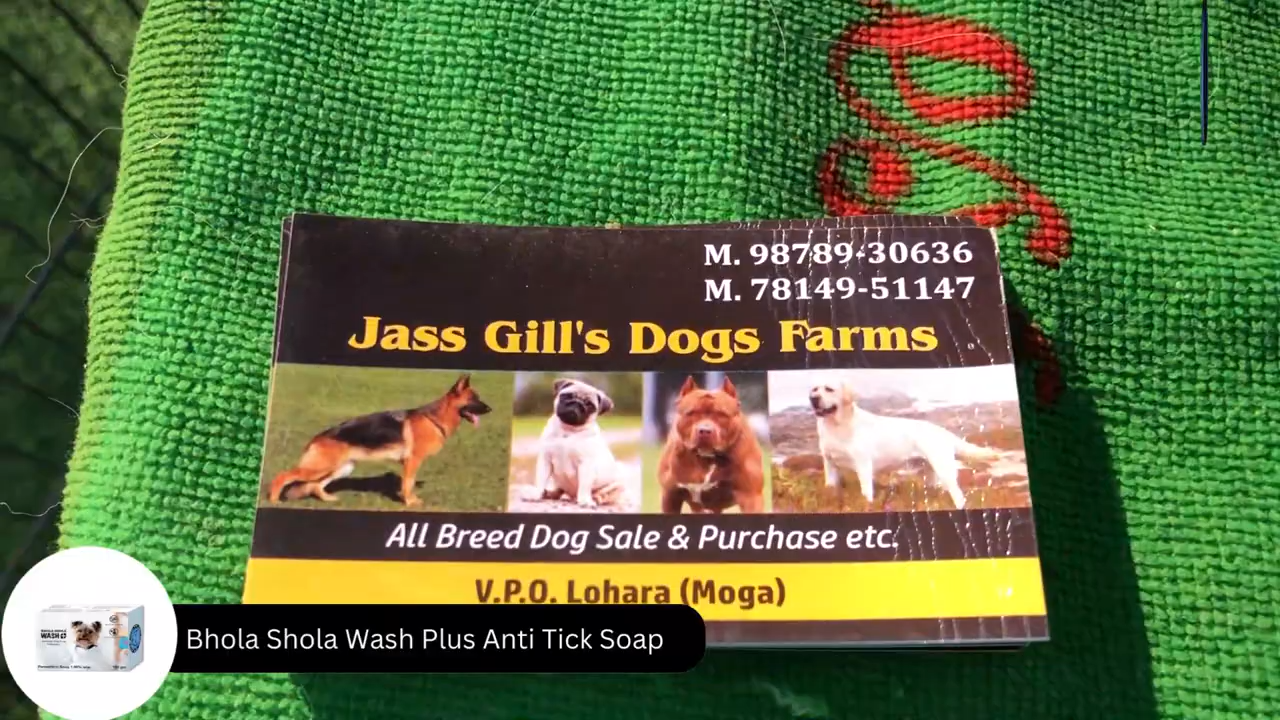 M. 98789-30636
M. 78149-51147
Jass Gill's Dogs Farms
All Breed Dog Sale & Purchase etc.
V.P.O. Lohara (Moga)
WASH
Bhola Shola Wash Plus Anti Tick Soap